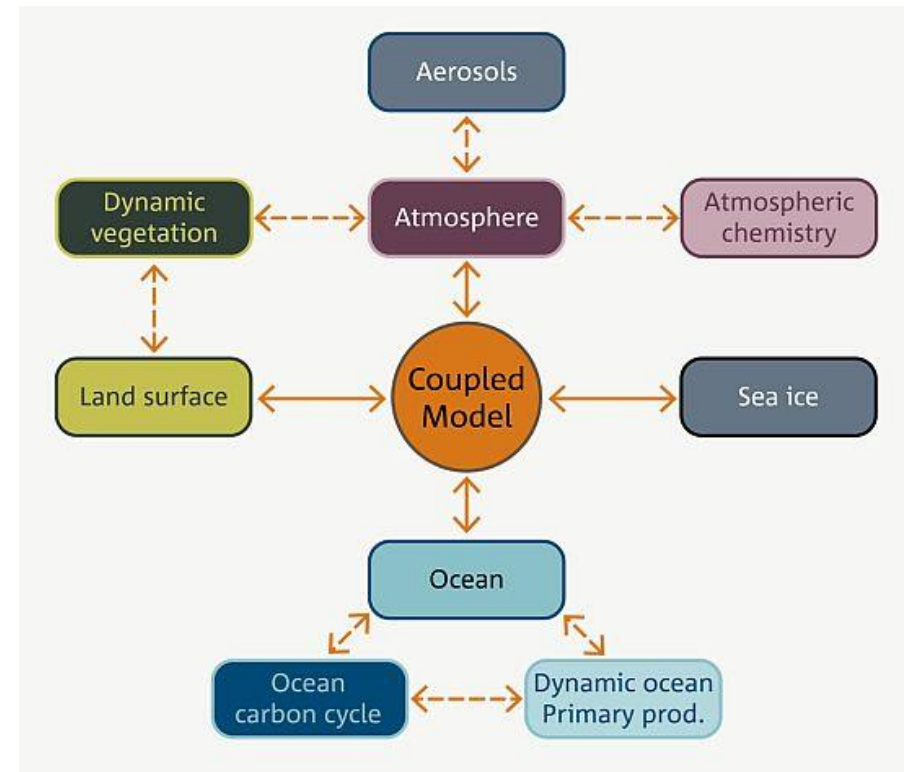 Aerosols
Dynamic
vegetation
Atmosphere
Atmospheric
chemistry
Land surface
Coupled
Model
Sea ice
Ocean
Ocean
carbon cycle
Dynamic ocean
Primary prod.